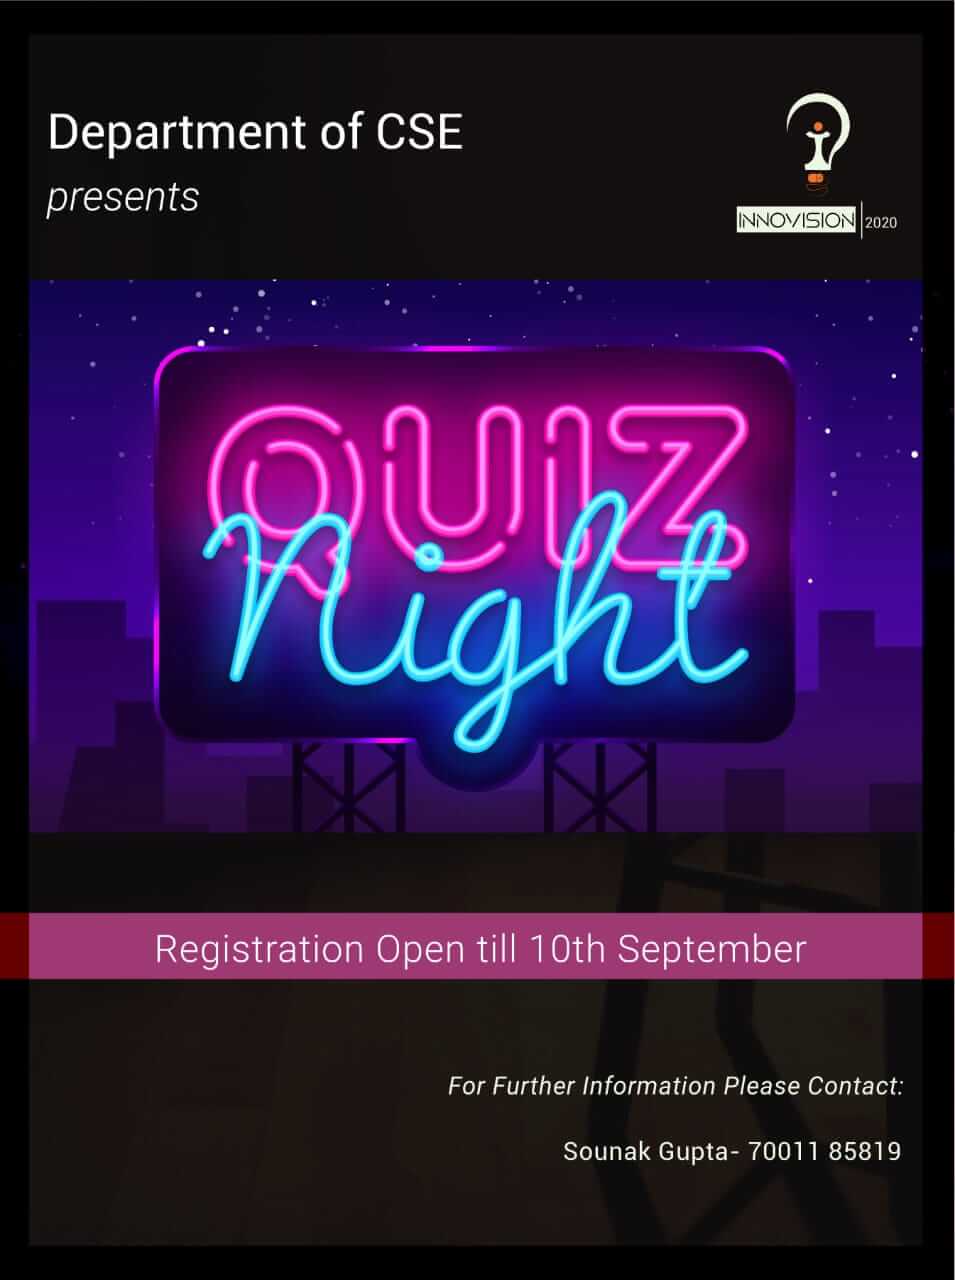 Department of CSE
presents
INNOVISION 2020
QUIZ
Night
Registration Open till 10th September
For Further Information Please Contact:
Sounak Gupta- 70011 85819